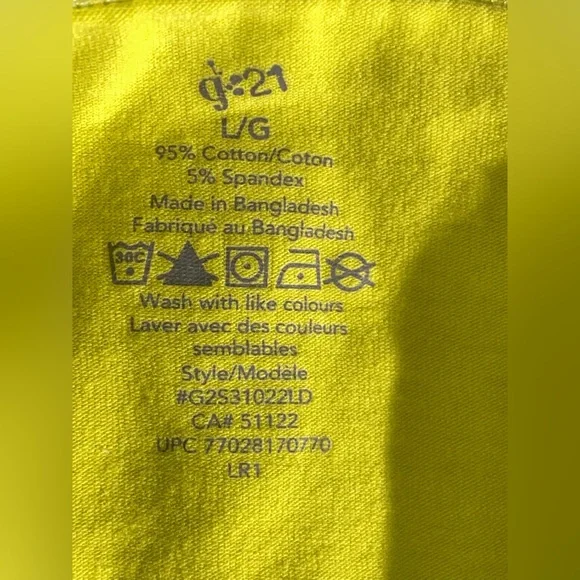 g:21
L/G
95% Cotton/Coton
5% Spandex
Made in Bangladesh
Fabriqué au Bangladesh
30C
Wash with like colours
Laver avec des couleurs
semblables
Style/Modèle
#G2S31022LD
CA# 51122
UPC 77028170770
LR1